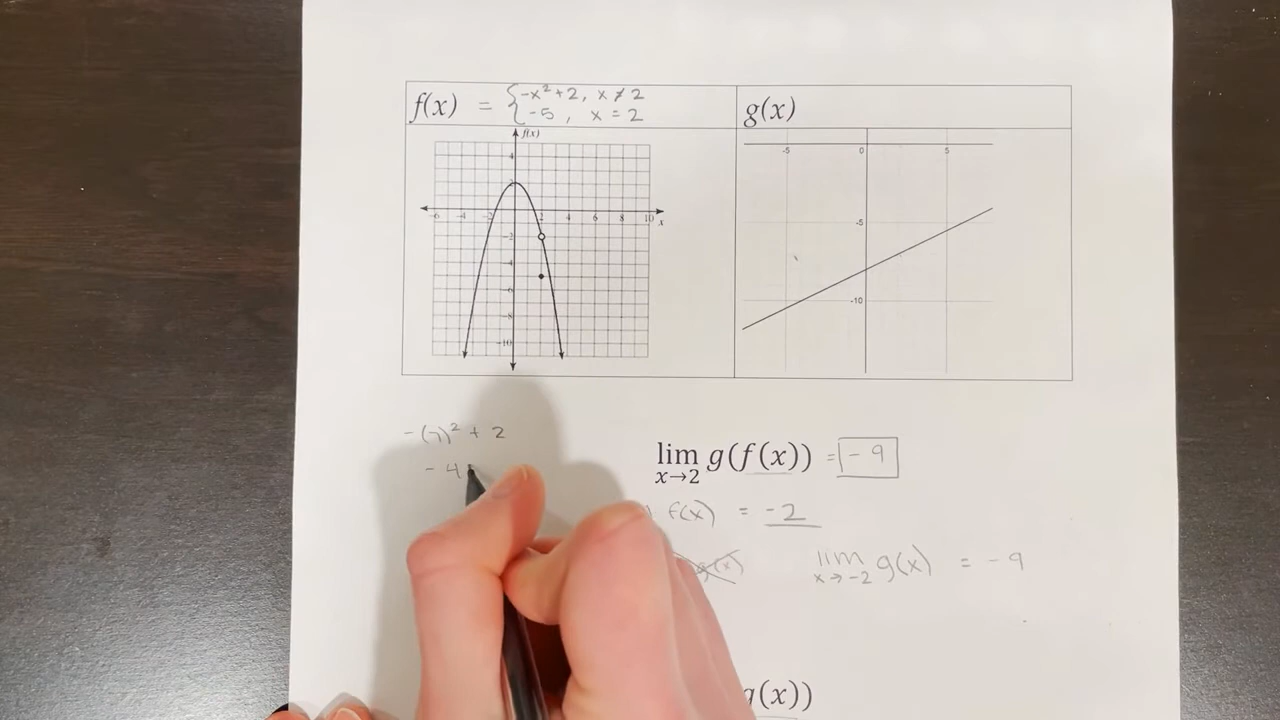 f(x) = { -x² + 2, x ≠ 2
-5, x = 2
g(x)
f(x)
4
2
-6 -4 -2 2 4 6 8 10 x
-2
-4
-6
-8
-10
-5 0 5
-5
-10
-(7)² + 2
- 4
lim g(f(x)) = - 9
x→2
f(x) = -2
g(x)
lim g(x) = -9
x→-2
(x))